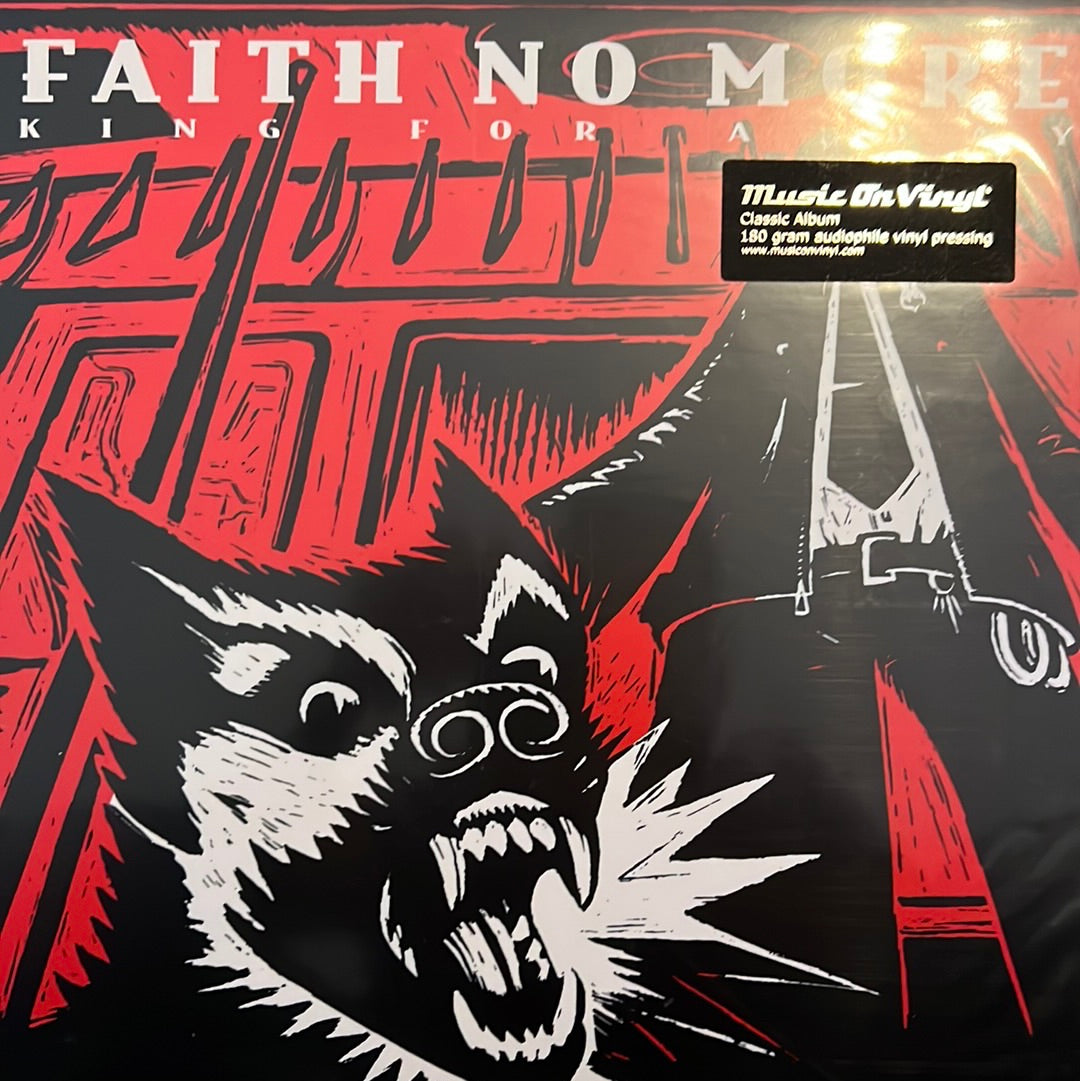 FAITH NO MORE
KING FOR A
Music On Vinyl
Classic Album
180 gram audiophile vinyl pressing
www.musiconvinyl.com